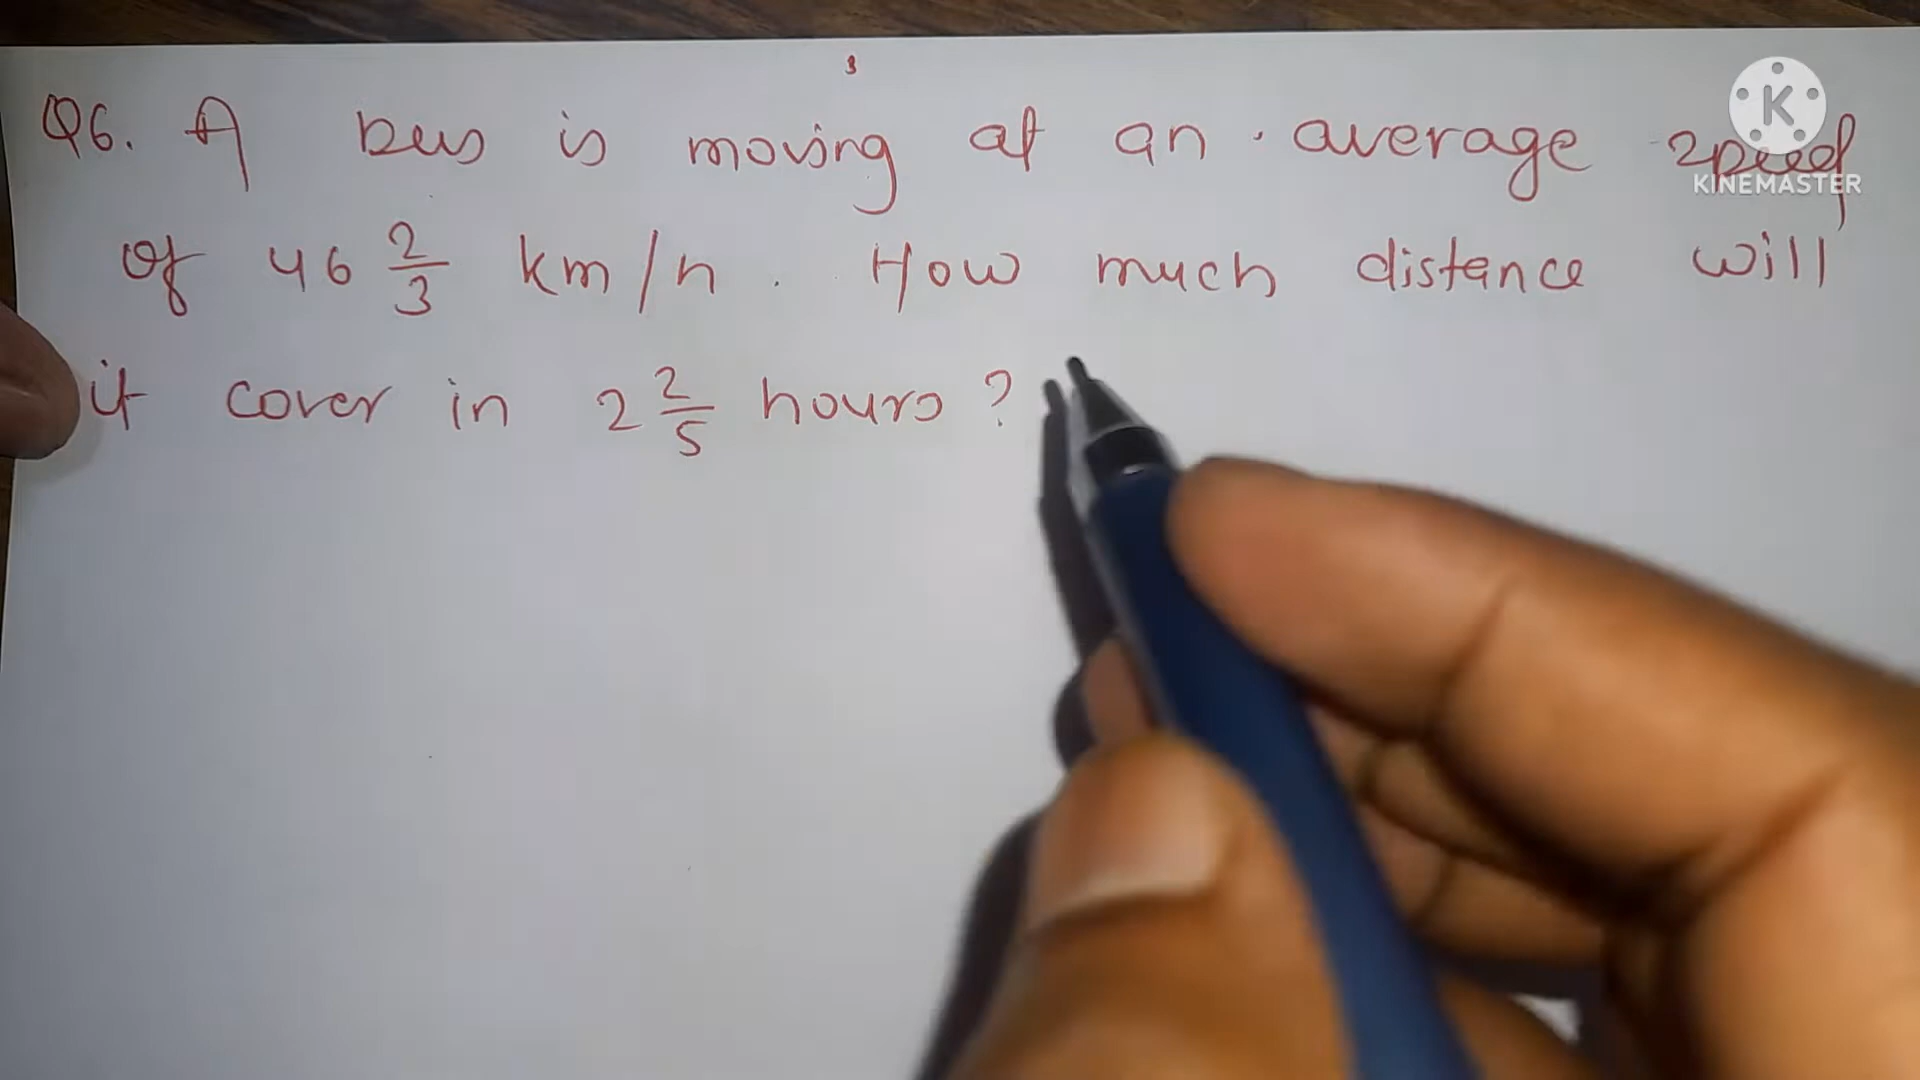 3
Q6. A bus is moving at an average speed
of 46 2/3 km/h. How much distance will
it cover in 2 2/5 hours?
K
KINEMASTER